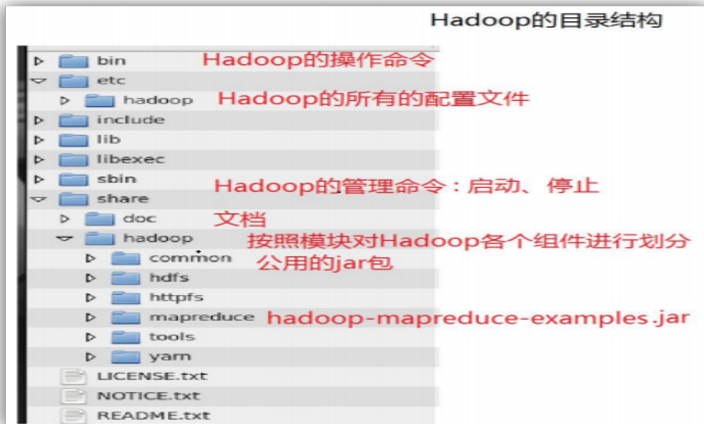 Hadoop的目录结构
bin Hadoop的操作命令
etc
hadoop Hadoop的所有的配置文件
include
lib
libexec
sbin Hadoop的管理命令：启动、停止
share
doc 文档
hadoop 按照模块对Hadoop各个组件进行划分
common 公用的jar包
hdfs
httpfs
mapreduce hadoop-mapreduce-examples.jar
tools
yarn
LICENSE.txt
NOTICE.txt
README.txt